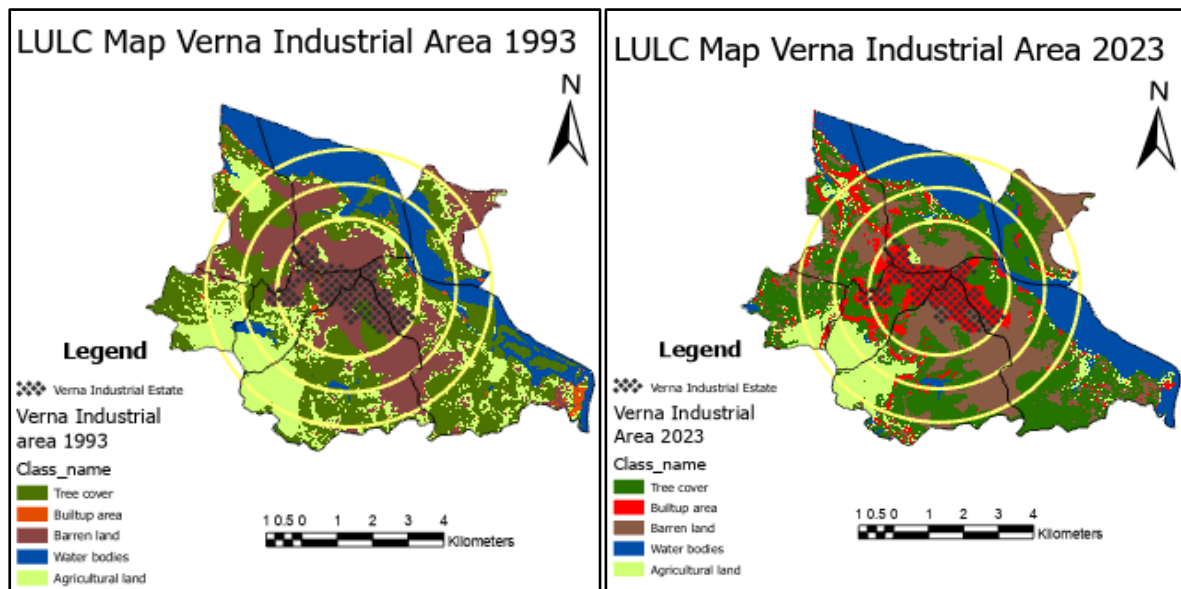 LULC Map Verna Industrial Area 1993
N
Legend
Verna Industrial Estate
Verna Industrial
area 1993
Class_name
Tree cover
Builtup area
Barren land
Water bodies
Agricultural land
1 0.5 0 1 2 3 4
Kilometers
LULC Map Verna Industrial Area 2023
N
Legend
Verna Industrial Estate
Verna Industrial
Area 2023
Class_name
Tree cover
Builtup area
Barren land
Water bodies
Agricultural land
1 0.5 0 1 2 3 4
Kilometers